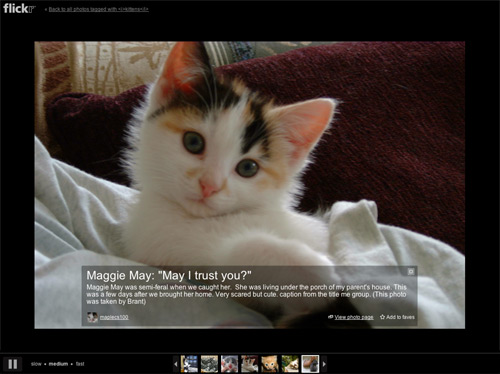 flickr
« Back to all photos tagged with <i>kittens</i>
Maggie May: "May I trust you?"
Maggie May was semi-feral when we caught her. She was living under the porch of my parent's house. This
was a few days after we brought her home. Very scared but cute. caption from the title me group. (This photo
was taken by Brant)
View photo page
Add to faves
slow • medium • fast